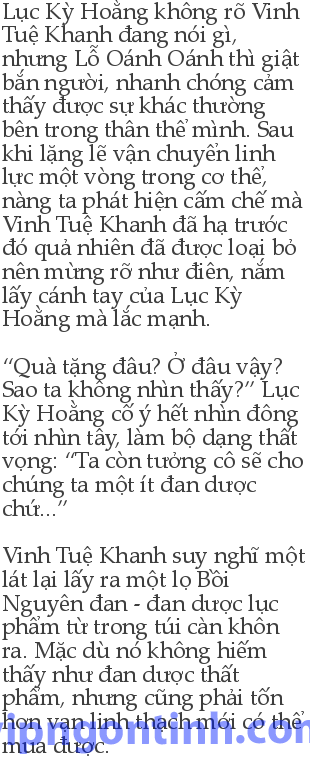 Lục Kỳ Hoằng không rõ Vinh
Tuệ Khanh đang nói gì,
nhưng Lỗ Oánh Oánh thì giật
bắn người, nhanh chóng cảm
thấy được sự khác thường
bên trong thân thể mình. Sau
khi lặng lẽ vận chuyển linh
lực một vòng trong cơ thể,
nàng ta phát hiện cấm chế mà
Vinh Tuệ Khanh đã hạ trước
đó quả nhiên đã được loại bỏ
nên mừng rỡ như điên, nắm
lấy cánh tay của Lục Kỳ
Hoằng mà lắc mạnh.
“Quà tặng đâu? Ở đâu vậy?
Sao ta không nhìn thấy?” Lục
Kỳ Hoằng cố ý hết nhìn đông
tới nhìn tây, làm bộ dạng thất
vọng: “Ta còn tưởng cô sẽ cho
chúng ta một ít đan dược
chứ...”
Vinh Tuệ Khanh suy nghĩ một
lát lại lấy ra một lọ Bồi
Nguyên đan - đan dược lục
phẩm từ trong túi càn khôn
ra. Mặc dù nó không hiếm
thấy như đan dược thất
phẩm, nhưng cũng phải tốn
hơn vạn linh thạch mới có thể
mua được.
vipngontinh.com